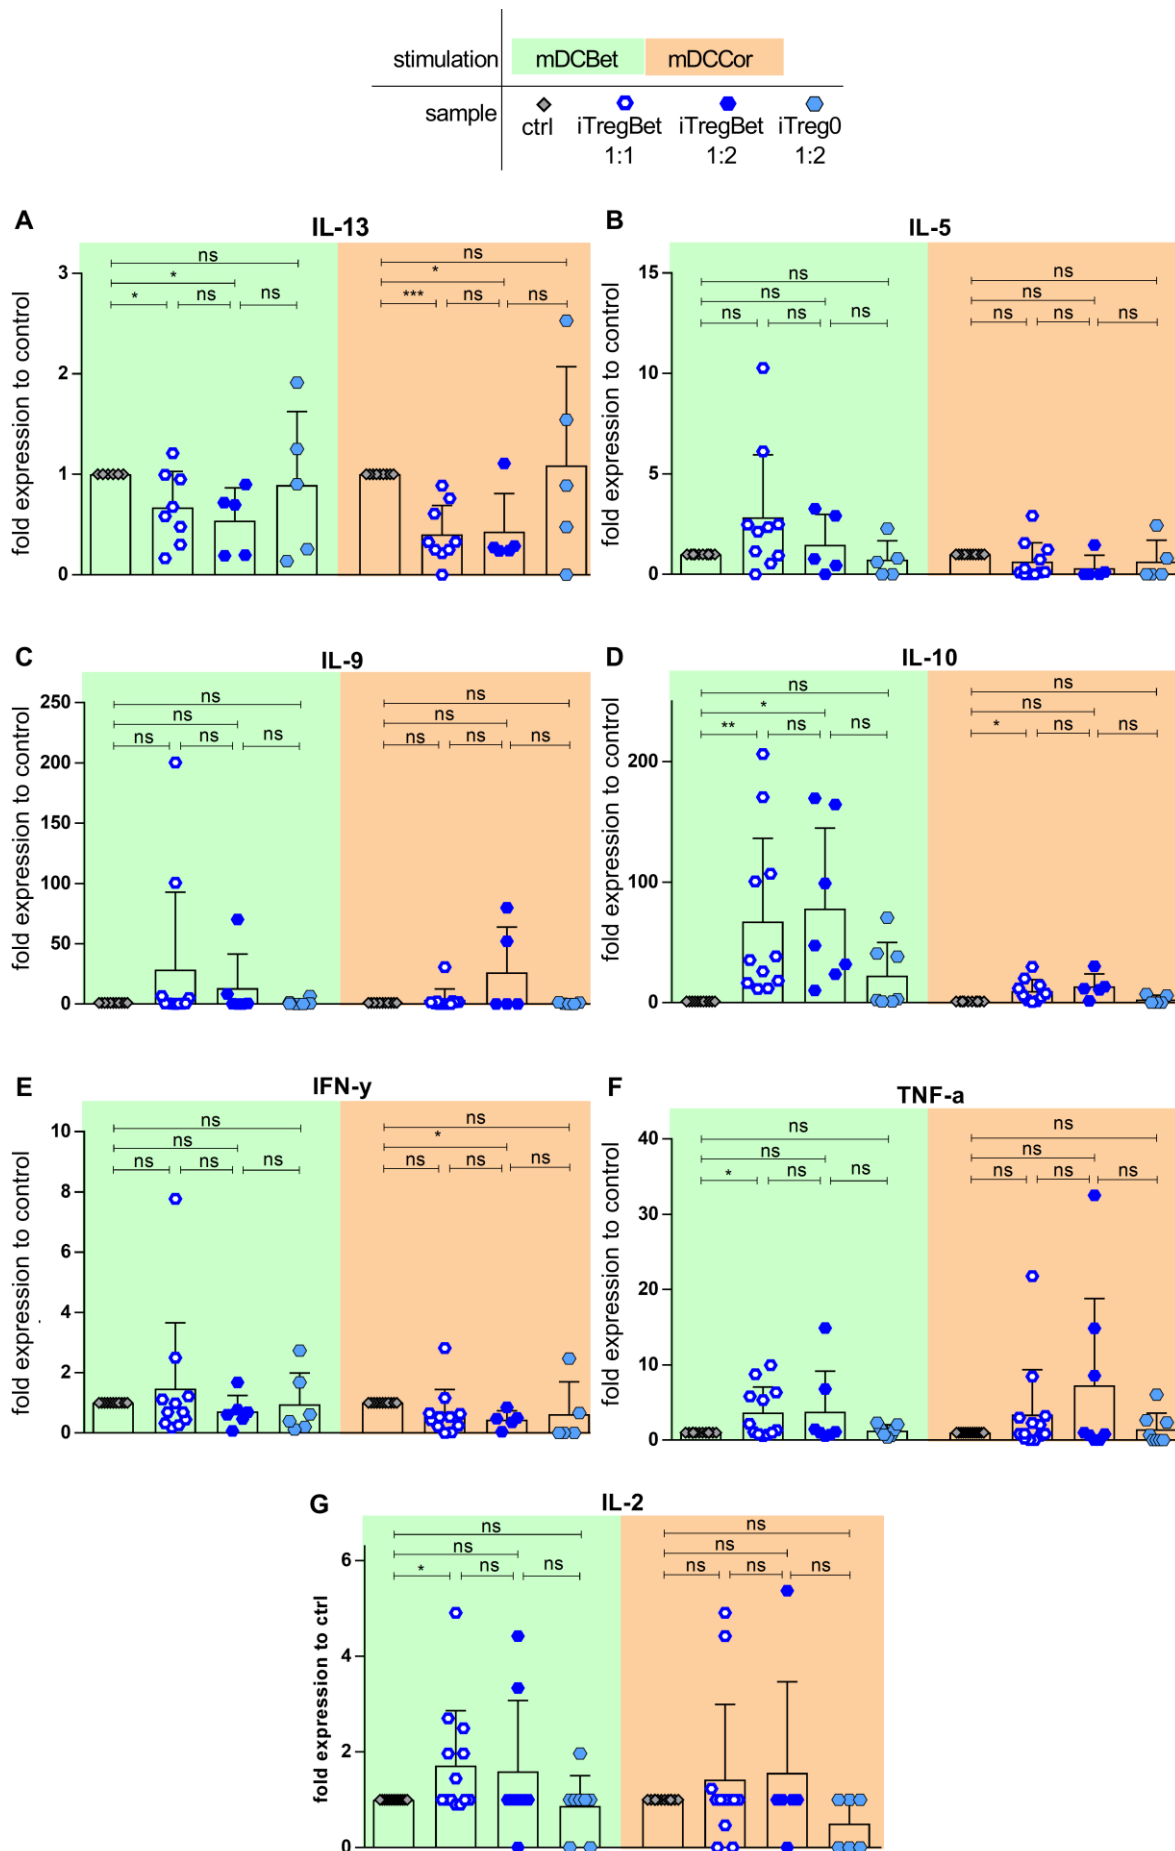 stimulation mDCBet mDCCor
sample ctrl iTregBet iTregBet iTreg0
1:1 1:2 1:2
A IL-13
fold expression to control
3
2
1
0
ns
*
* ns ns
ns
*
*** ns ns
B IL-5
fold expression to control
15
10
5
0
ns
ns
ns ns ns
ns
ns
ns ns ns
C IL-9
fold expression to control
250
200
150
100
50
0
ns
ns
ns ns ns
ns
ns
ns ns ns
D IL-10
fold expression to control
200
100
0
ns
*
** ns ns
ns
ns
* ns ns
E IFN-y
fold expression to control
10
8
6
4
2
0
ns
ns
ns ns ns
ns
*
ns ns ns
F TNF-a
fold expression to control
40
30
20
10
0
ns
ns
* ns ns
ns
ns
ns ns ns
G IL-2
fold expression to ctrl
6
4
2
0
ns
ns
* ns ns
ns
ns
ns ns ns